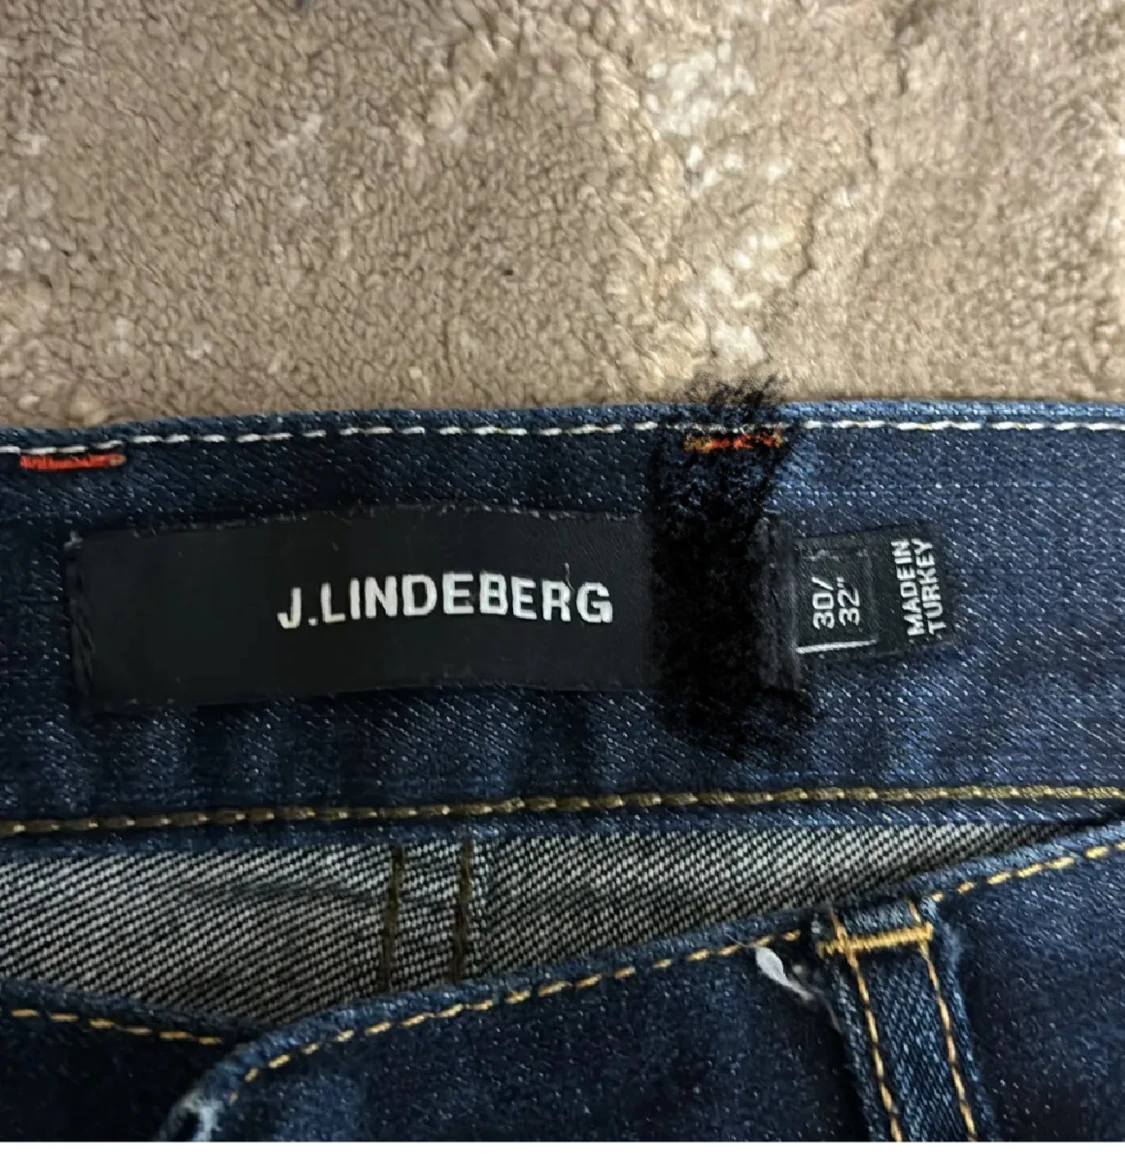 J.LINDEBERG
30/
32"
MADE IN
TURKEY